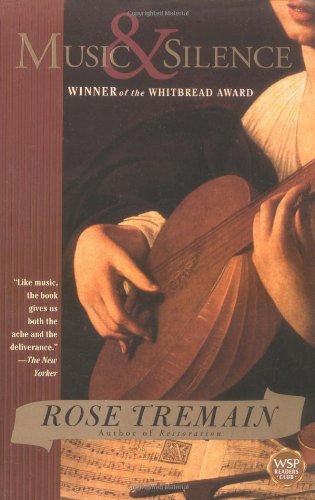 MUSIC & SILENCE
WINNER of the WHITBREAD AWARD
"Like music,
the book
gives us
both the
ache and the
deliverance."
—The New
Yorker
ROSE TREMAIN
Author of Restoration
WSP
READERS
CLUB